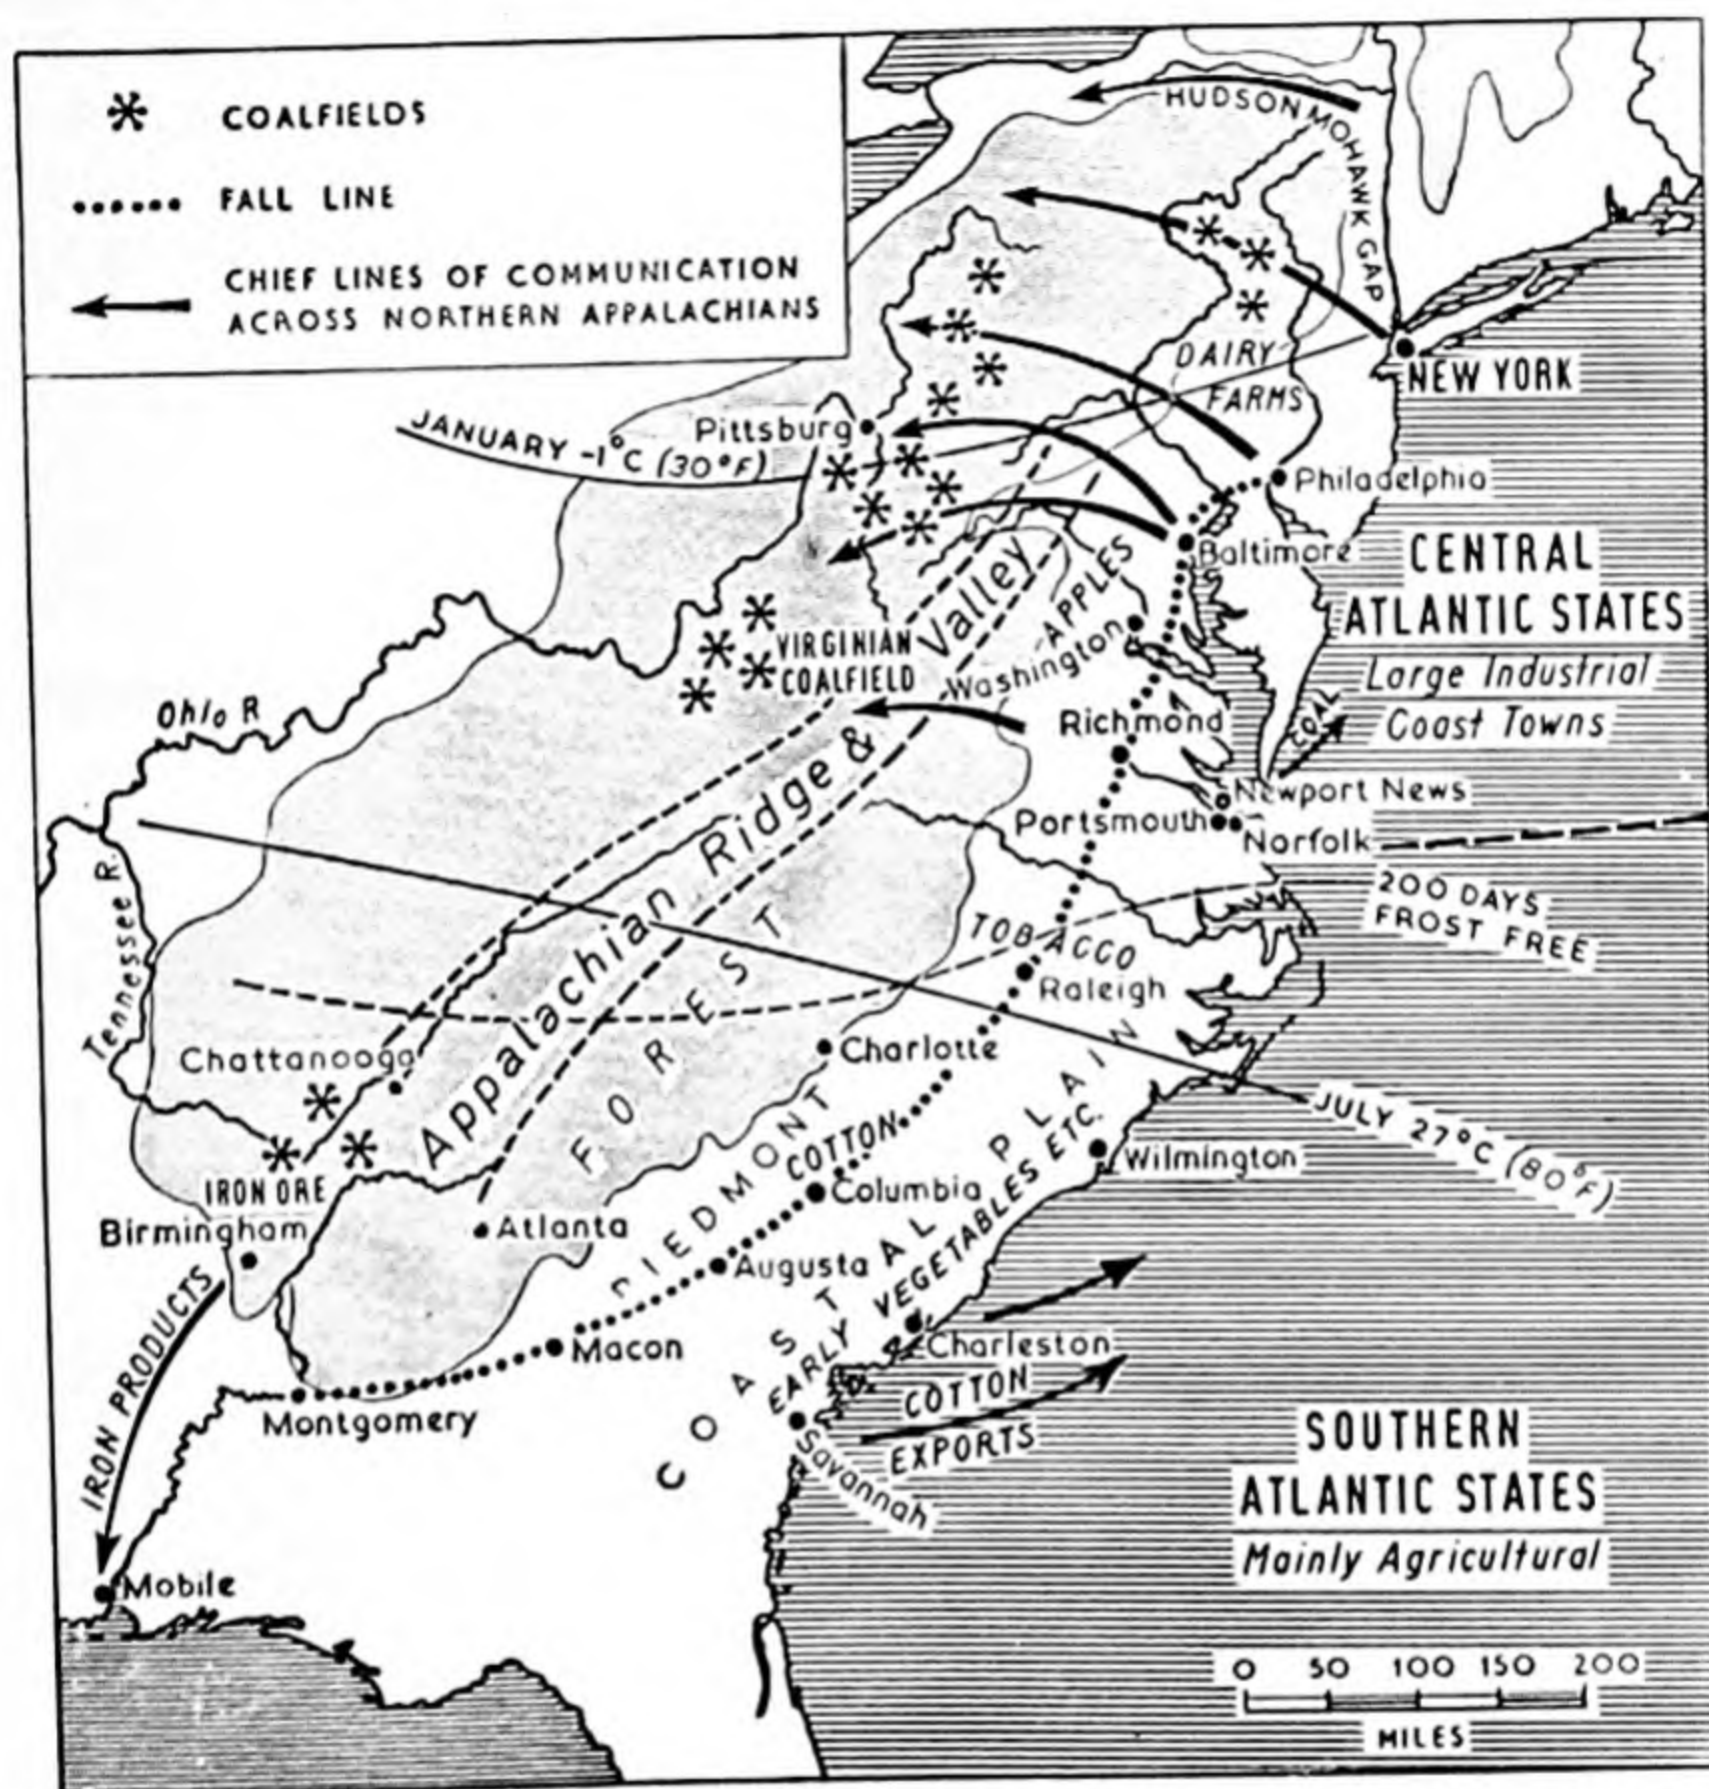 COALFIELDS
FALL LINE
CHIEF LINES OF COMMUNICATION
ACROSS NORTHERN APPALACHIANS
HUDSON MOHAWK GAP
DAIRY
FARMS
NEW YORK
JANUARY -1°C (30°F)
Pittsburg
Philadelphia
Baltimore
CENTRAL
ATLANTIC STATES
Large Industrial
Coast Towns
APPLES
Washington
VIRGINIAN
COALFIELD
Appalachian Ridge & Valley
Ohio R
Richmond
COAL
Newport News
Portsmouth
Norfolk
200 DAYS
FROST FREE
Tennessee R.
TOBACCO
Raleigh
FOREST
Chattanooga
Charlotte
JULY 27°C (80°F)
PIEDMONT
COTTON
COASTAL PLAIN
EARLY VEGETABLES ETC.
Wilmington
IRON ORE
Birmingham
Columbia
Atlanta
Augusta
IRON PRODUCTS
Macon
Charleston
Montgomery
COTTON
EXPORTS
Savannah
SOUTHERN
ATLANTIC STATES
Mainly Agricultural
Mobile
0 50 100 150 200
MILES